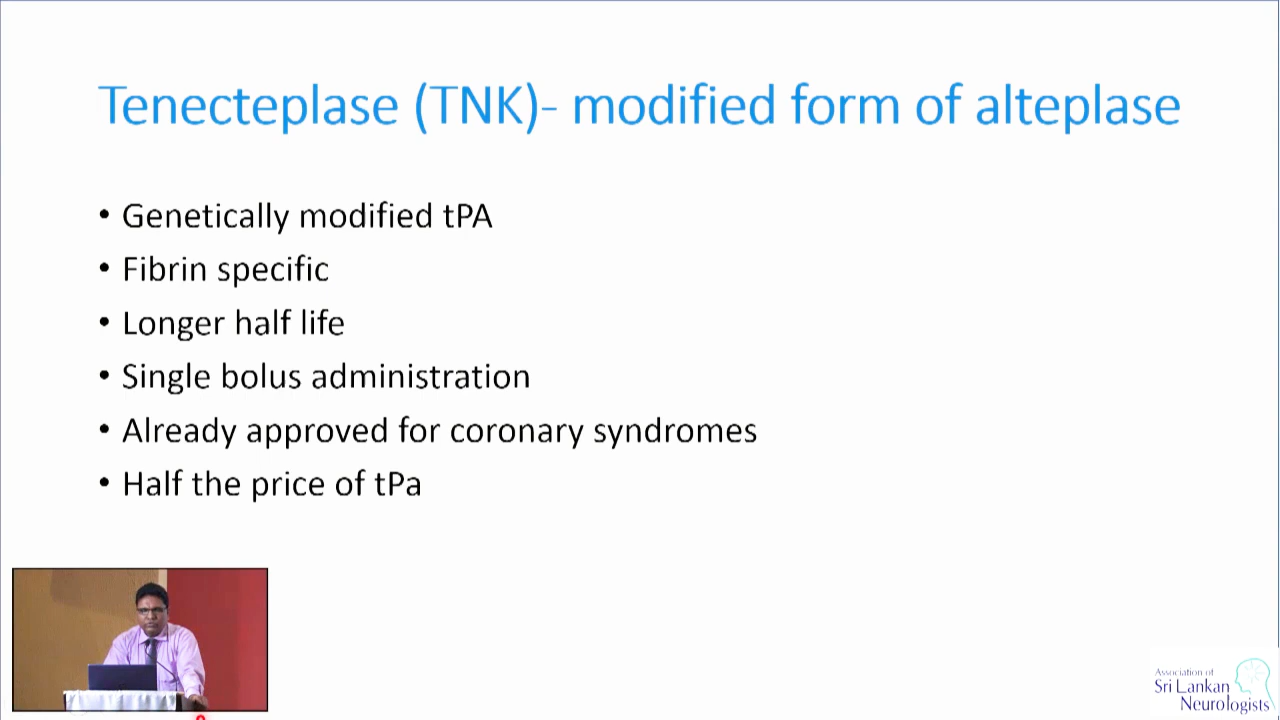 Tenecteplase (TNK)- modified form of alteplase
• Genetically modified tPA
• Fibrin specific
• Longer half life
• Single bolus administration
• Already approved for coronary syndromes
• Half the price of tPa
Association of
Sri Lankan
Neurologists